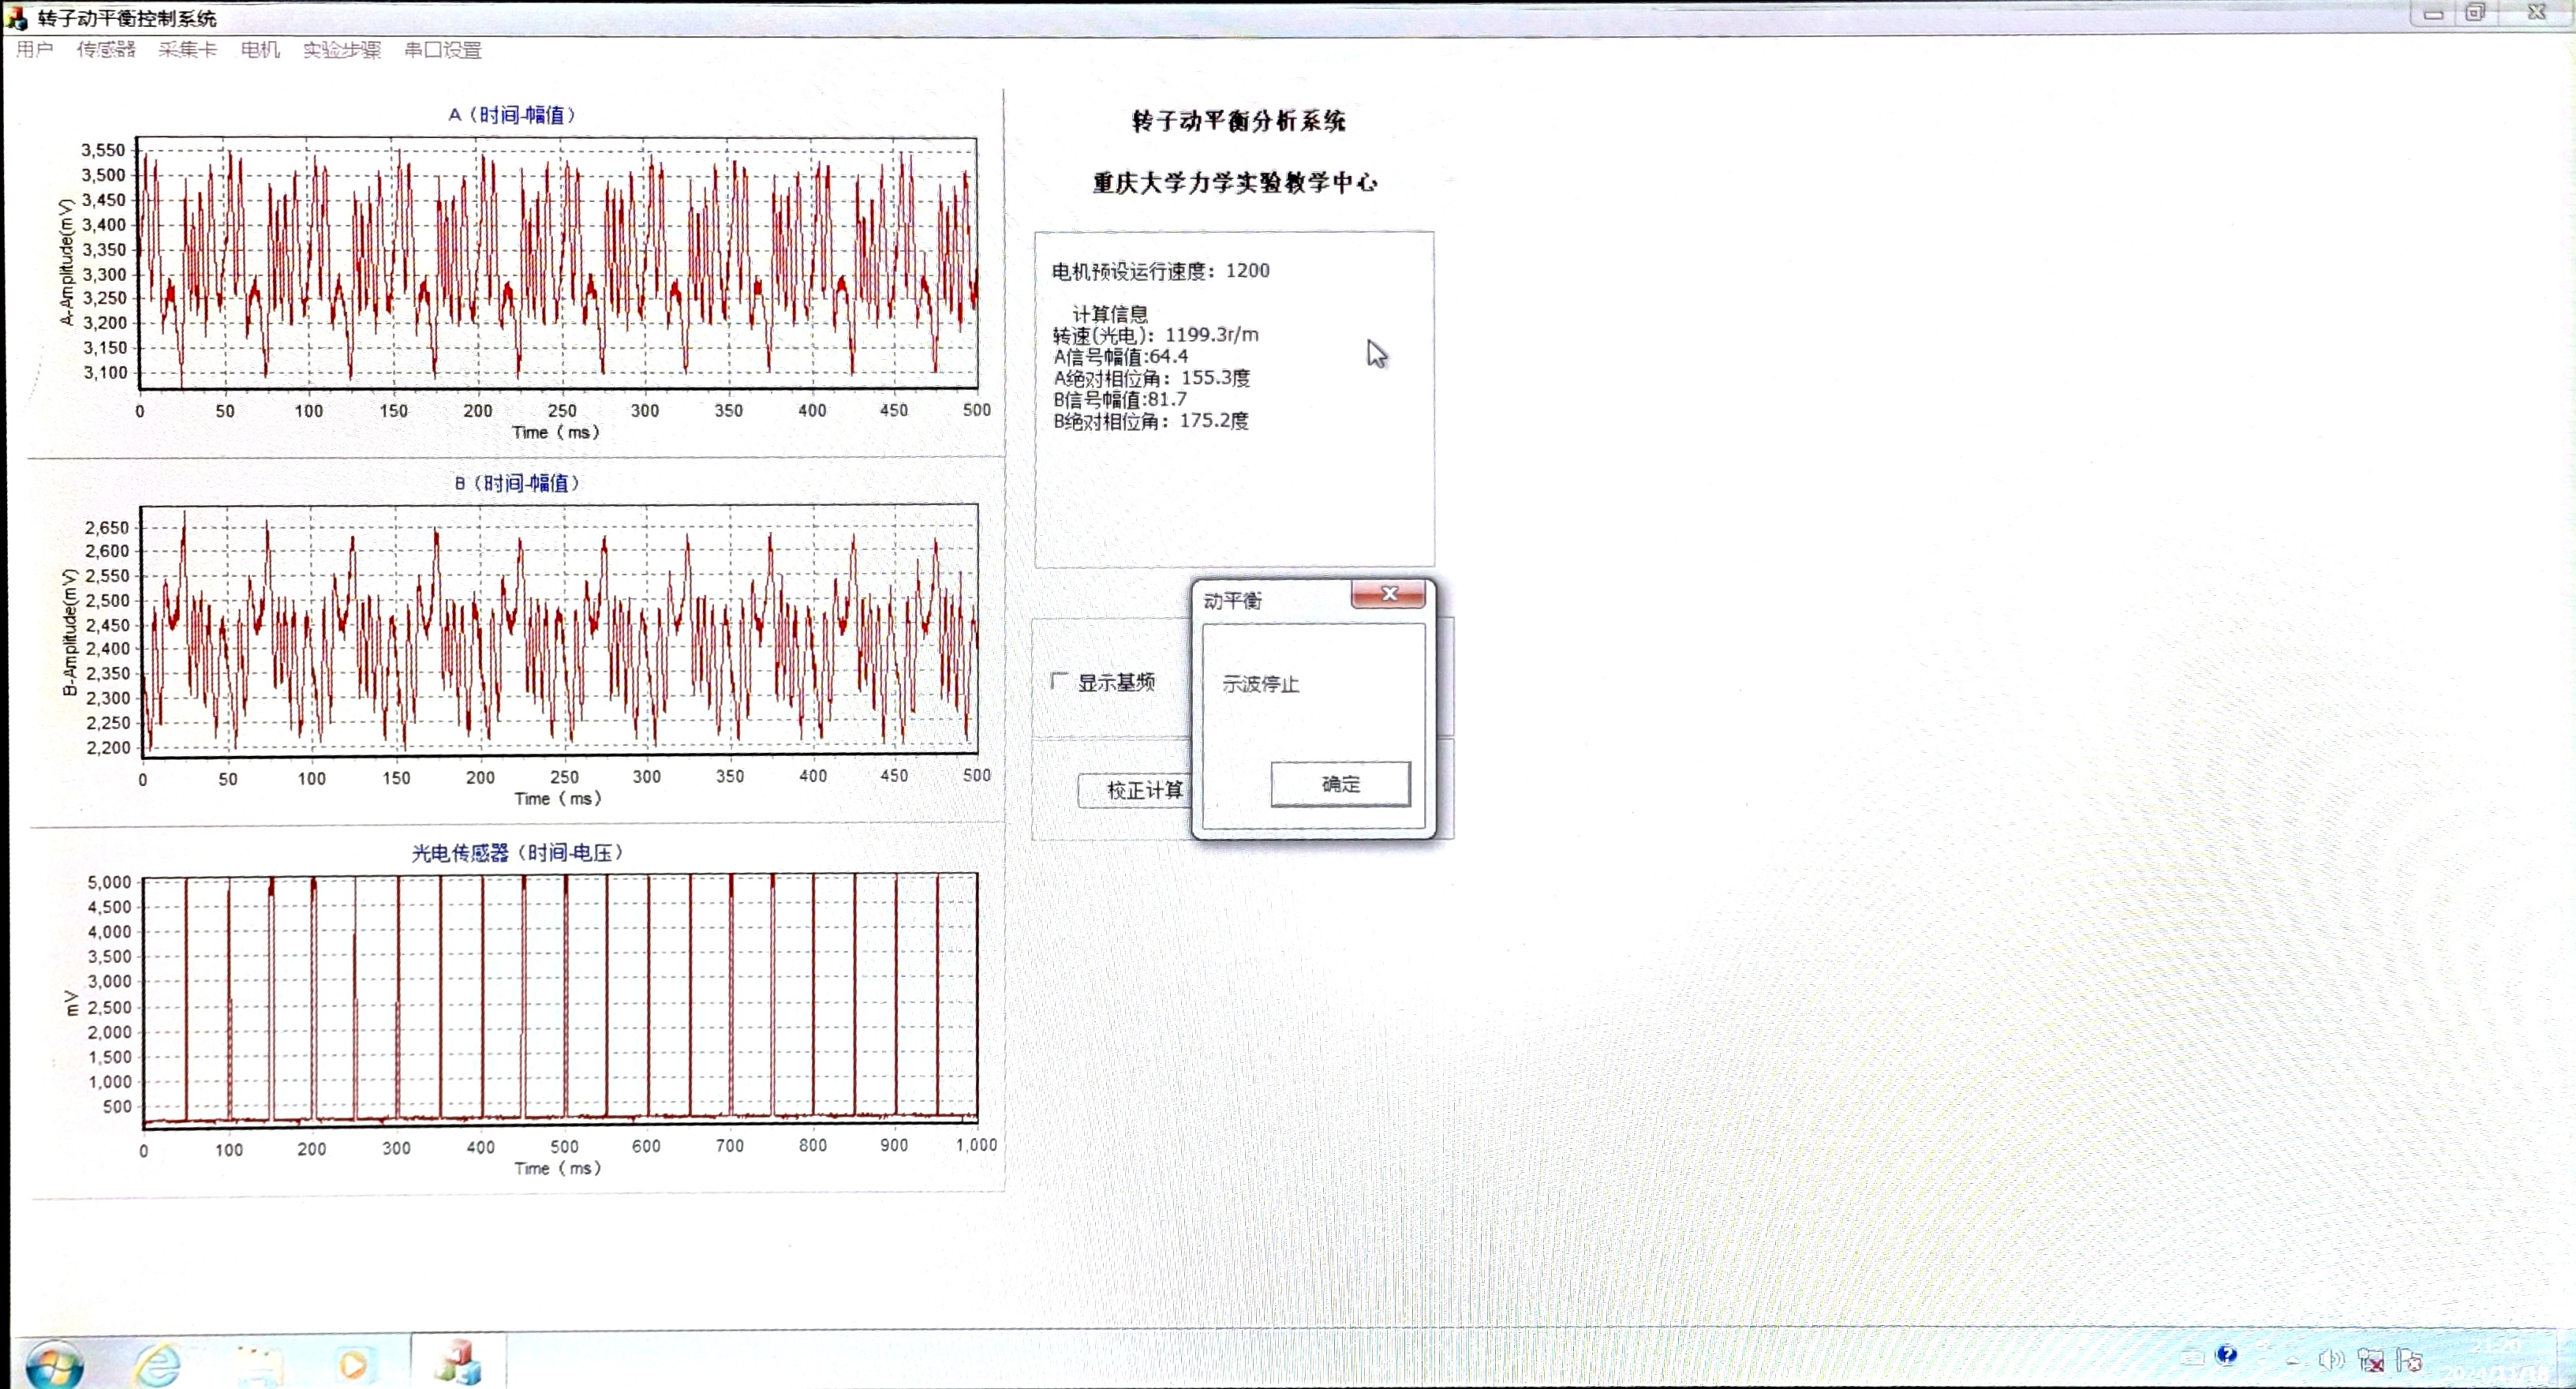 转子动平衡控制系统
用户 传感器 采集卡 电机 实验步骤 串口设置
A（时间-幅值）
A-Amplitude(mV)
3,550
3,500
3,450
3,400
3,350
3,300
3,250
3,200
3,150
3,100
0 50 100 150 200 250 300 350 400 450 500
Time（ms）
B（时间-幅值）
B-Amplitude(mV)
2,650
2,600
2,550
2,500
2,450
2,400
2,350
2,300
2,250
2,200
0 50 100 150 200 250 300 350 400 450 500
Time（ms）
光电传感器（时间-电压）
mV
5,000
4,500
4,000
3,500
3,000
2,500
2,000
1,500
1,000
500
0 100 200 300 400 500 600 700 800 900 1,000
Time（ms）
转子动平衡分析系统
重庆大学力学实验教学中心
电机预设运行速度：1200
计算信息
转速(光电)：1199.3r/m
A信号幅值:64.4
A绝对相位角：155.3度
B信号幅值:81.7
B绝对相位角：175.2度
显示基频
校正计算
动平衡
示波停止
确定